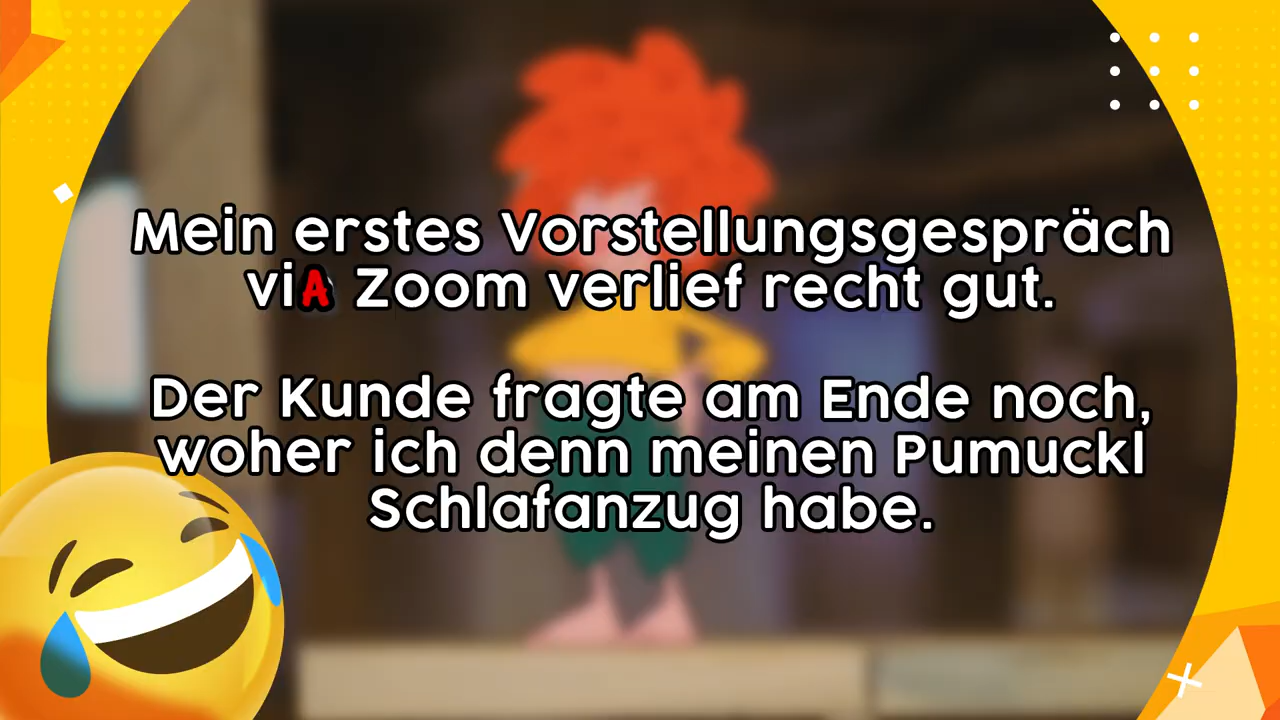 Mein erstes Vorstellungsgespräch
viA Zoom verlief recht gut.
Der Kunde fragte am Ende noch,
woher ich denn meinen Pumuckl
Schlafanzug habe.